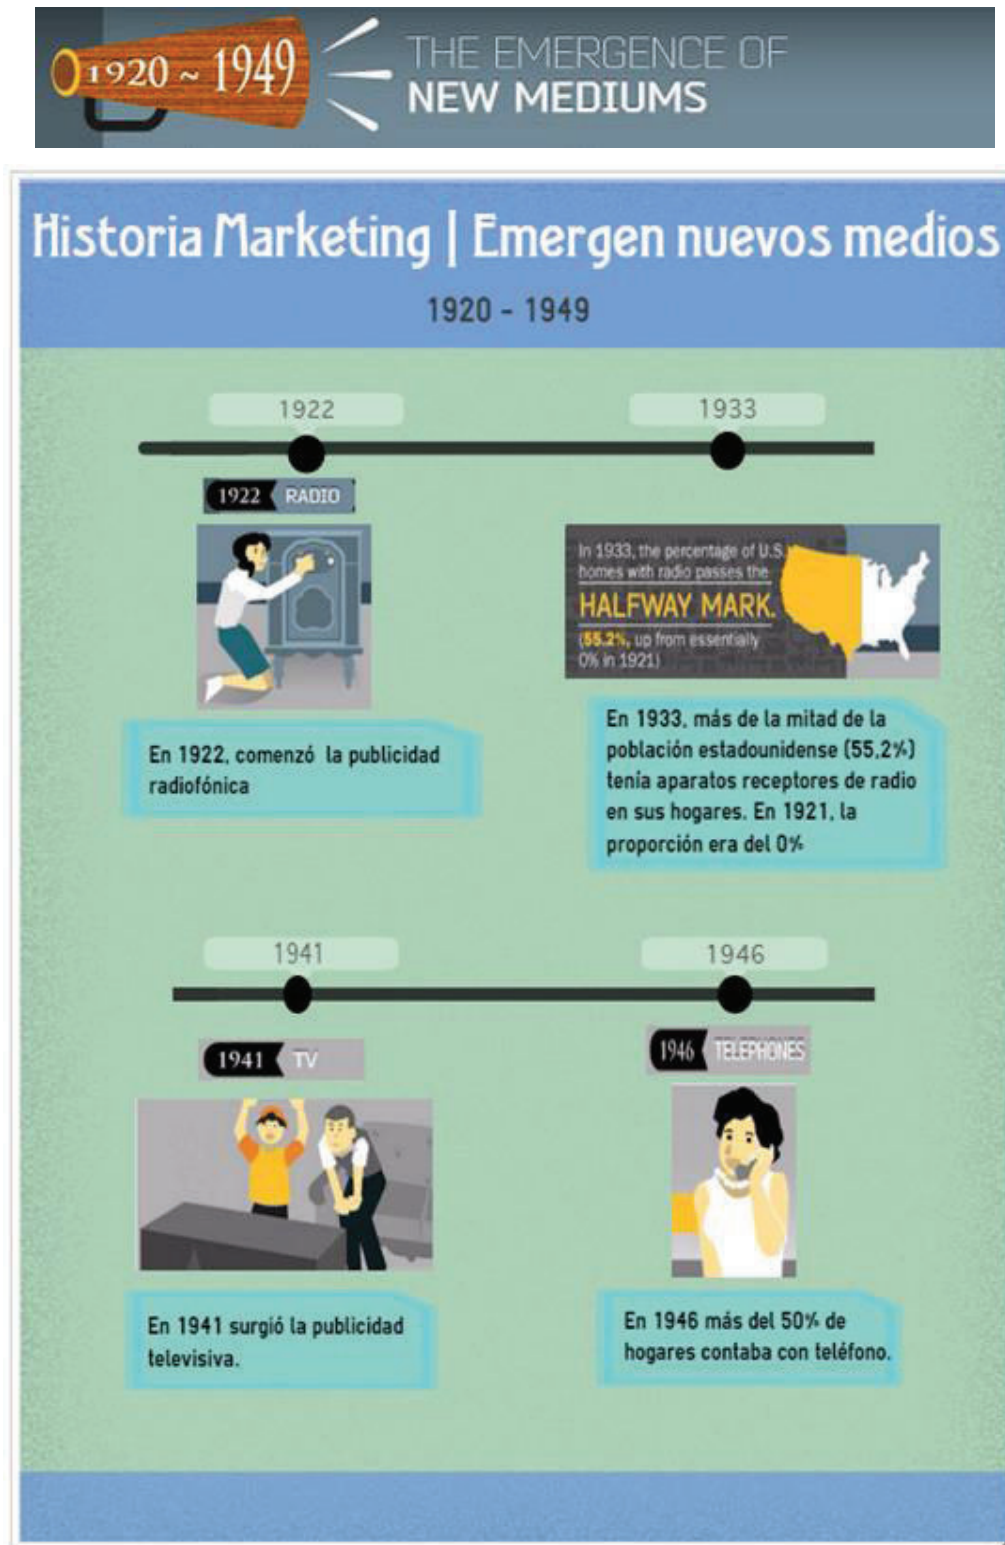 1920 ~ 1949
THE EMERGENCE OF
NEW MEDIUMS
Historia Marketing | Emergen nuevos medios
1920 - 1949
1922
1933
1922 RADIO
In 1933, the percentage of U.S.
homes with radio passes the
HALFWAY MARK.
(55.2%, up from essentially
0% in 1921)
En 1922, comenzó la publicidad
radiofónica
En 1933, más de la mitad de la
población estadounidense (55,2%)
tenía aparatos receptores de radio
en sus hogares. En 1921, la
proporción era del 0%
1941
1946
1941 TV
1946 TELEPHONES
En 1941 surgió la publicidad
televisiva.
En 1946 más del 50% de
hogares contaba con teléfono.